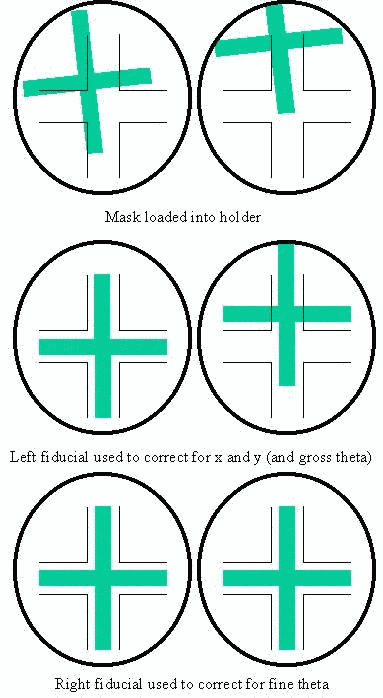 Mask loaded into holder
Left fiducial used to correct for x and y (and gross theta)
Right fiducial used to correct for fine theta